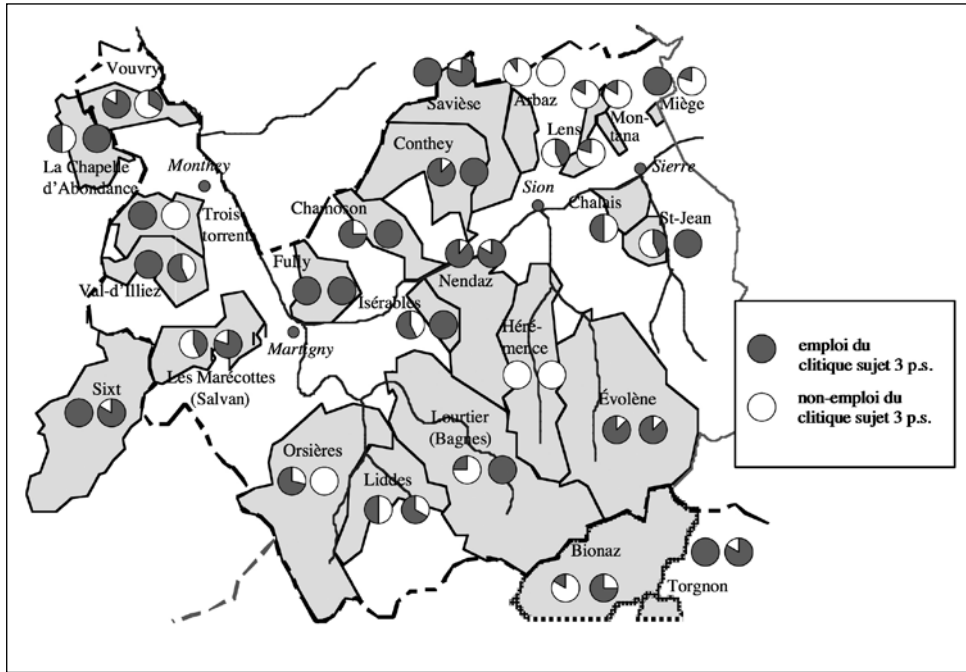 Vouvry
Savièse
Arbaz
Miège
Mon-
tana
Lens
Conthey
La Chapelle
d'Abondance
Monthey
Sierre
Sion
Trois-
torrents
Chamoson
Chalais
St-Jean
Val-d'Illiez
Fully
Nendaz
Isérables
Héré-
mence
Martigny
Les Marécottes
(Salvan)
Sixt
Évolène
Lourtier
(Bagnes)
Orsières
Liddes
Bionaz
Torgnon
emploi du
clitique sujet 3 p.s.
non-emploi du
clitique sujet 3 p.s.